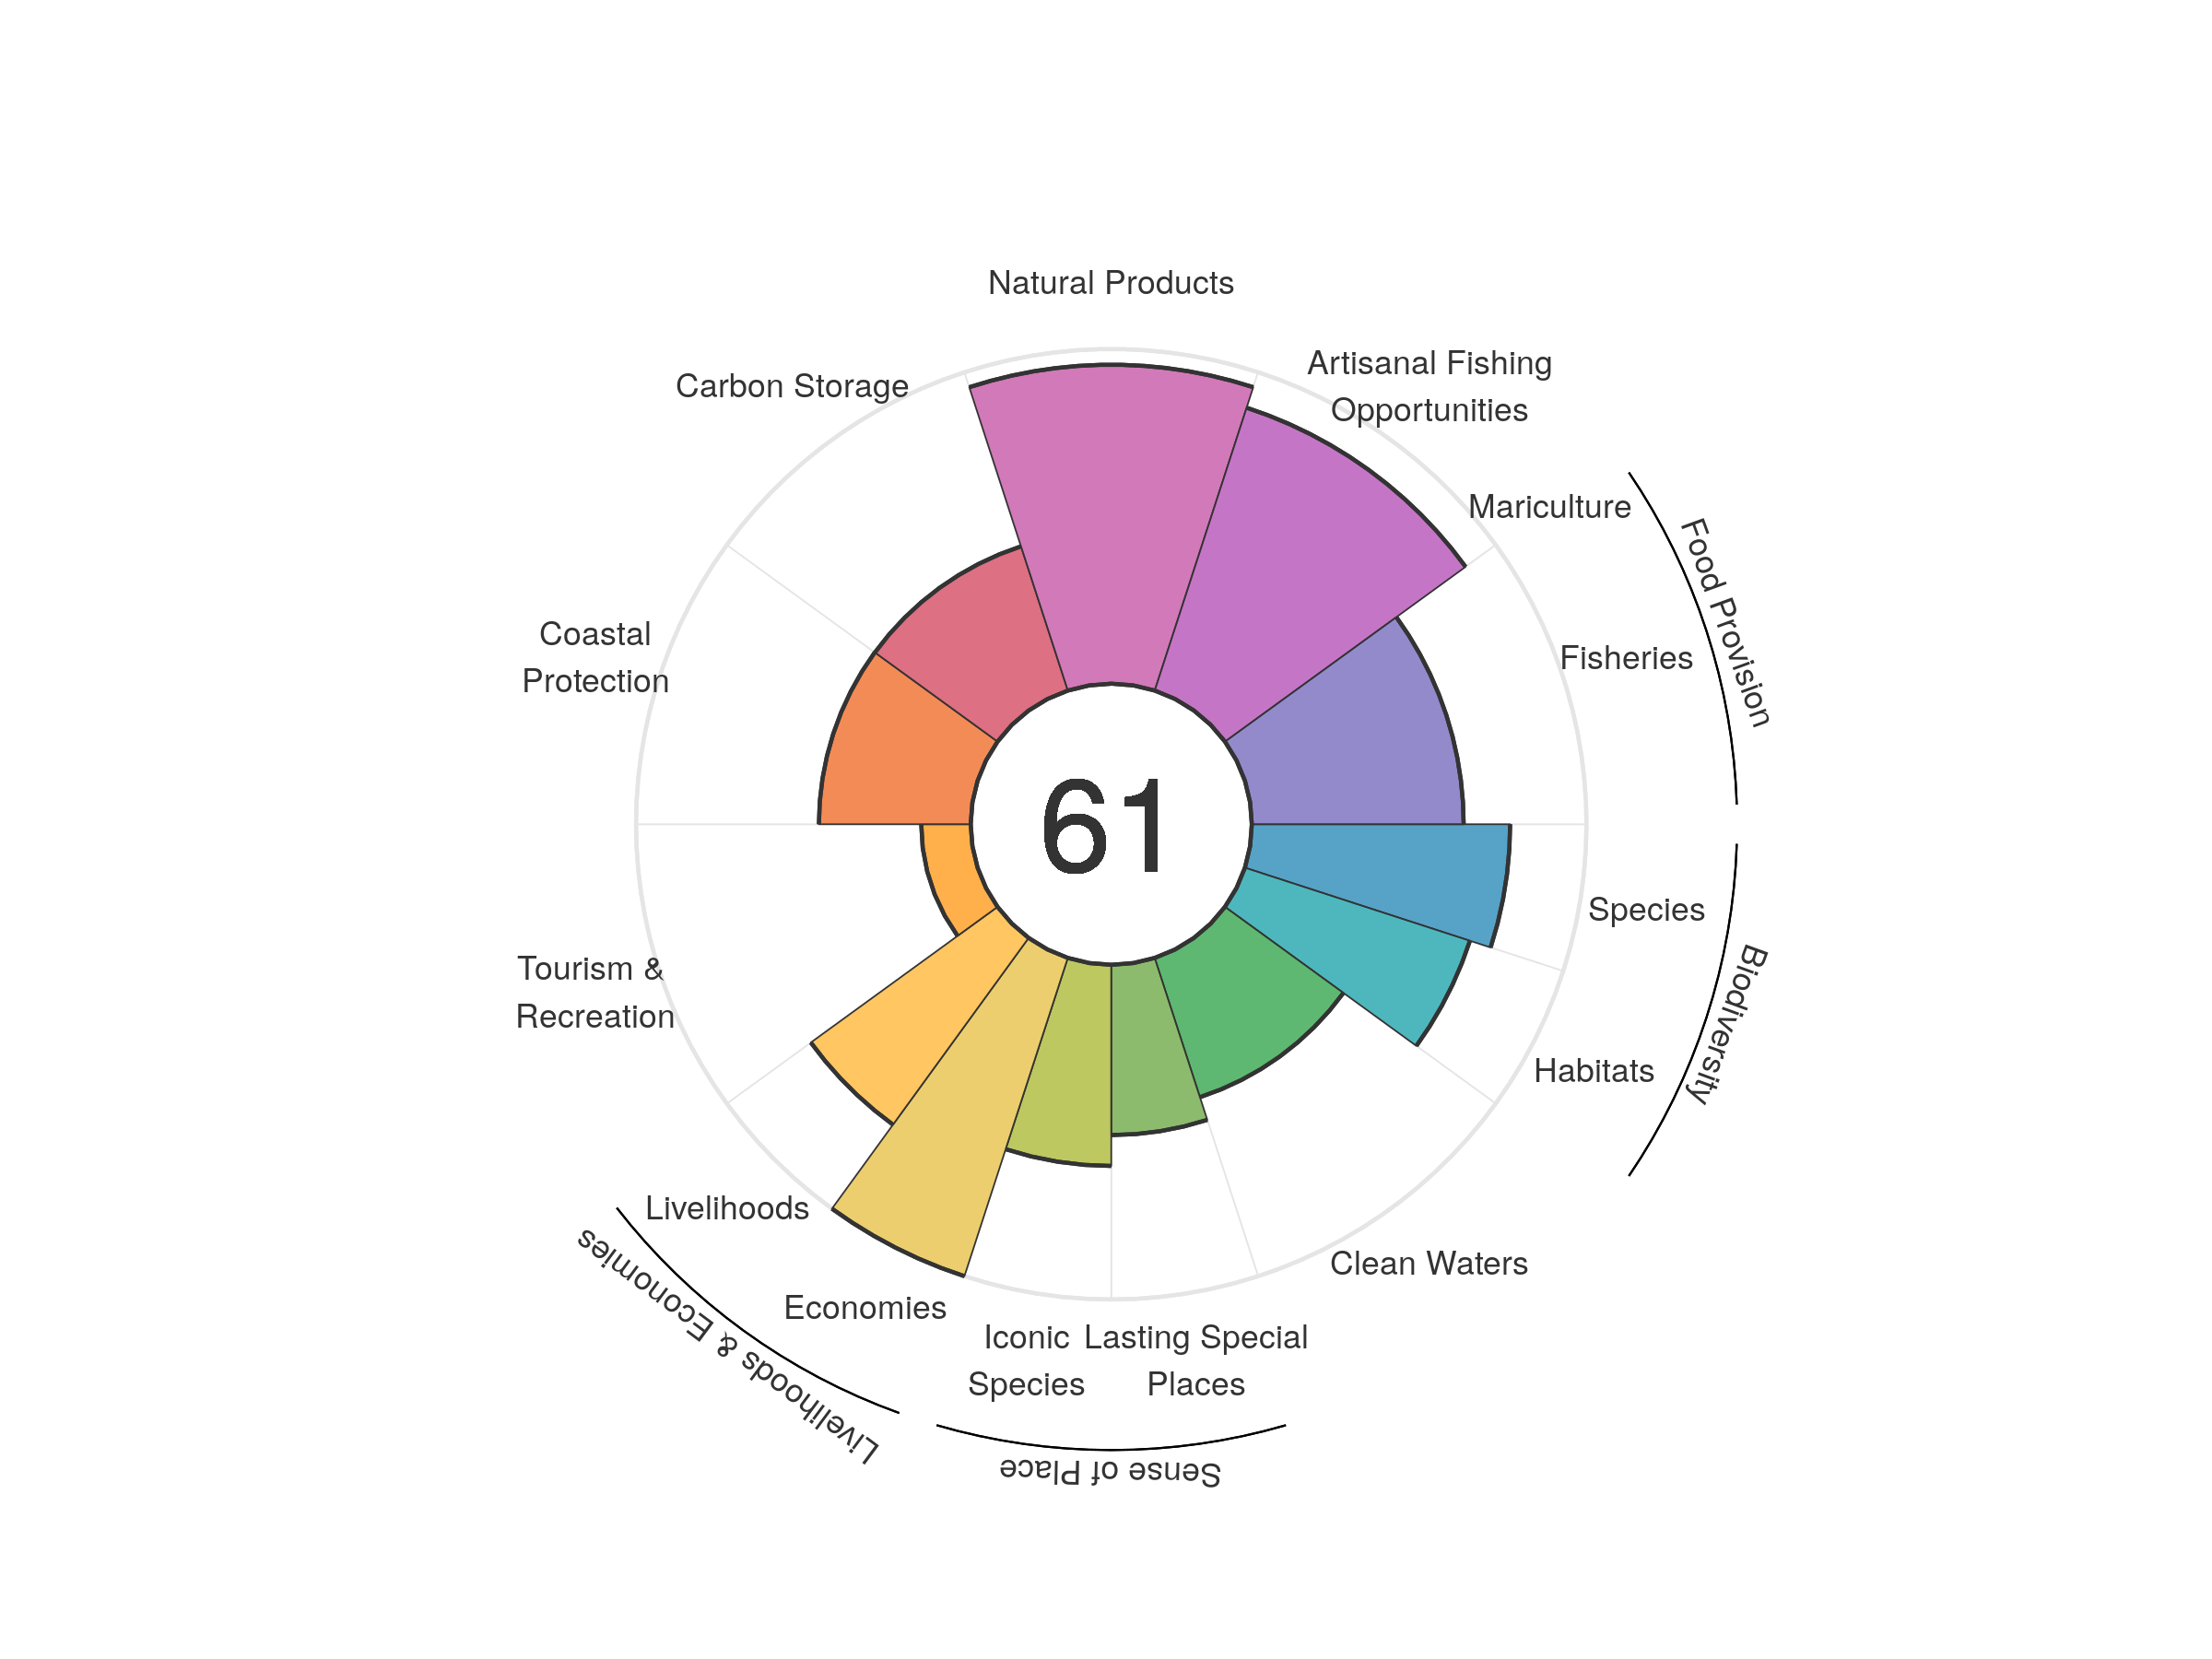 Natural Products
Artisanal Fishing
Opportunities
Carbon Storage
Mariculture
Food Provision
Fisheries
Coastal
Protection
61
Species
Biodiversity
Tourism &
Recreation
Habitats
Livelihoods
Clean Waters
Economies
Livelihoods & Economies
Iconic
Species
Lasting Special
Places
Sense of Place